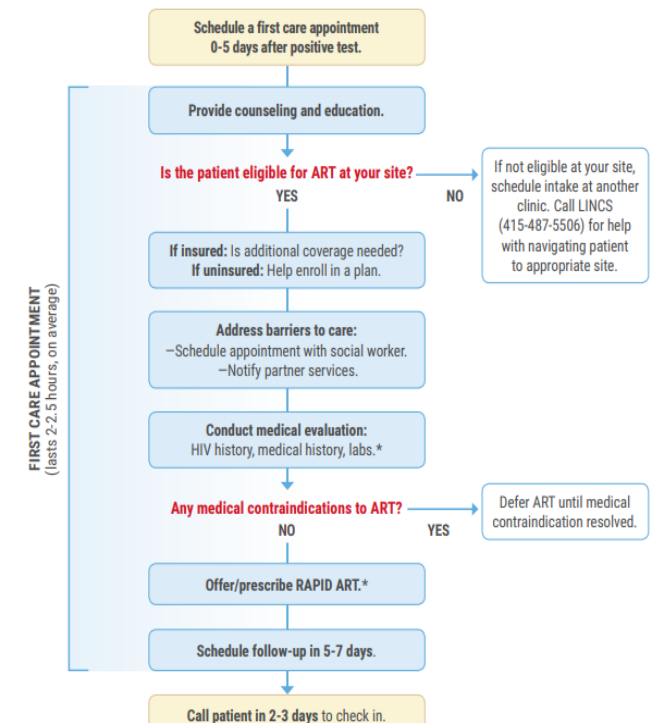 Schedule a first care appointment
0-5 days after positive test.
Provide counseling and education.
Is the patient eligible for ART at your site?
YES
NO
If not eligible at your site,
schedule intake at another
clinic. Call LINCS
(415-487-5506) for help
with navigating patient
to appropriate site.
If insured: Is additional coverage needed?
If uninsured: Help enroll in a plan.
Address barriers to care:
—Schedule appointment with social worker.
—Notify partner services.
FIRST CARE APPOINTMENT
(lasts 2-2.5 hours, on average)
Conduct medical evaluation:
HIV history, medical history, labs.*
Any medical contraindications to ART?
NO
YES
Defer ART until medical
contraindication resolved.
Offer/prescribe RAPID ART.*
Schedule follow-up in 5-7 days.
Call patient in 2-3 days to check in.